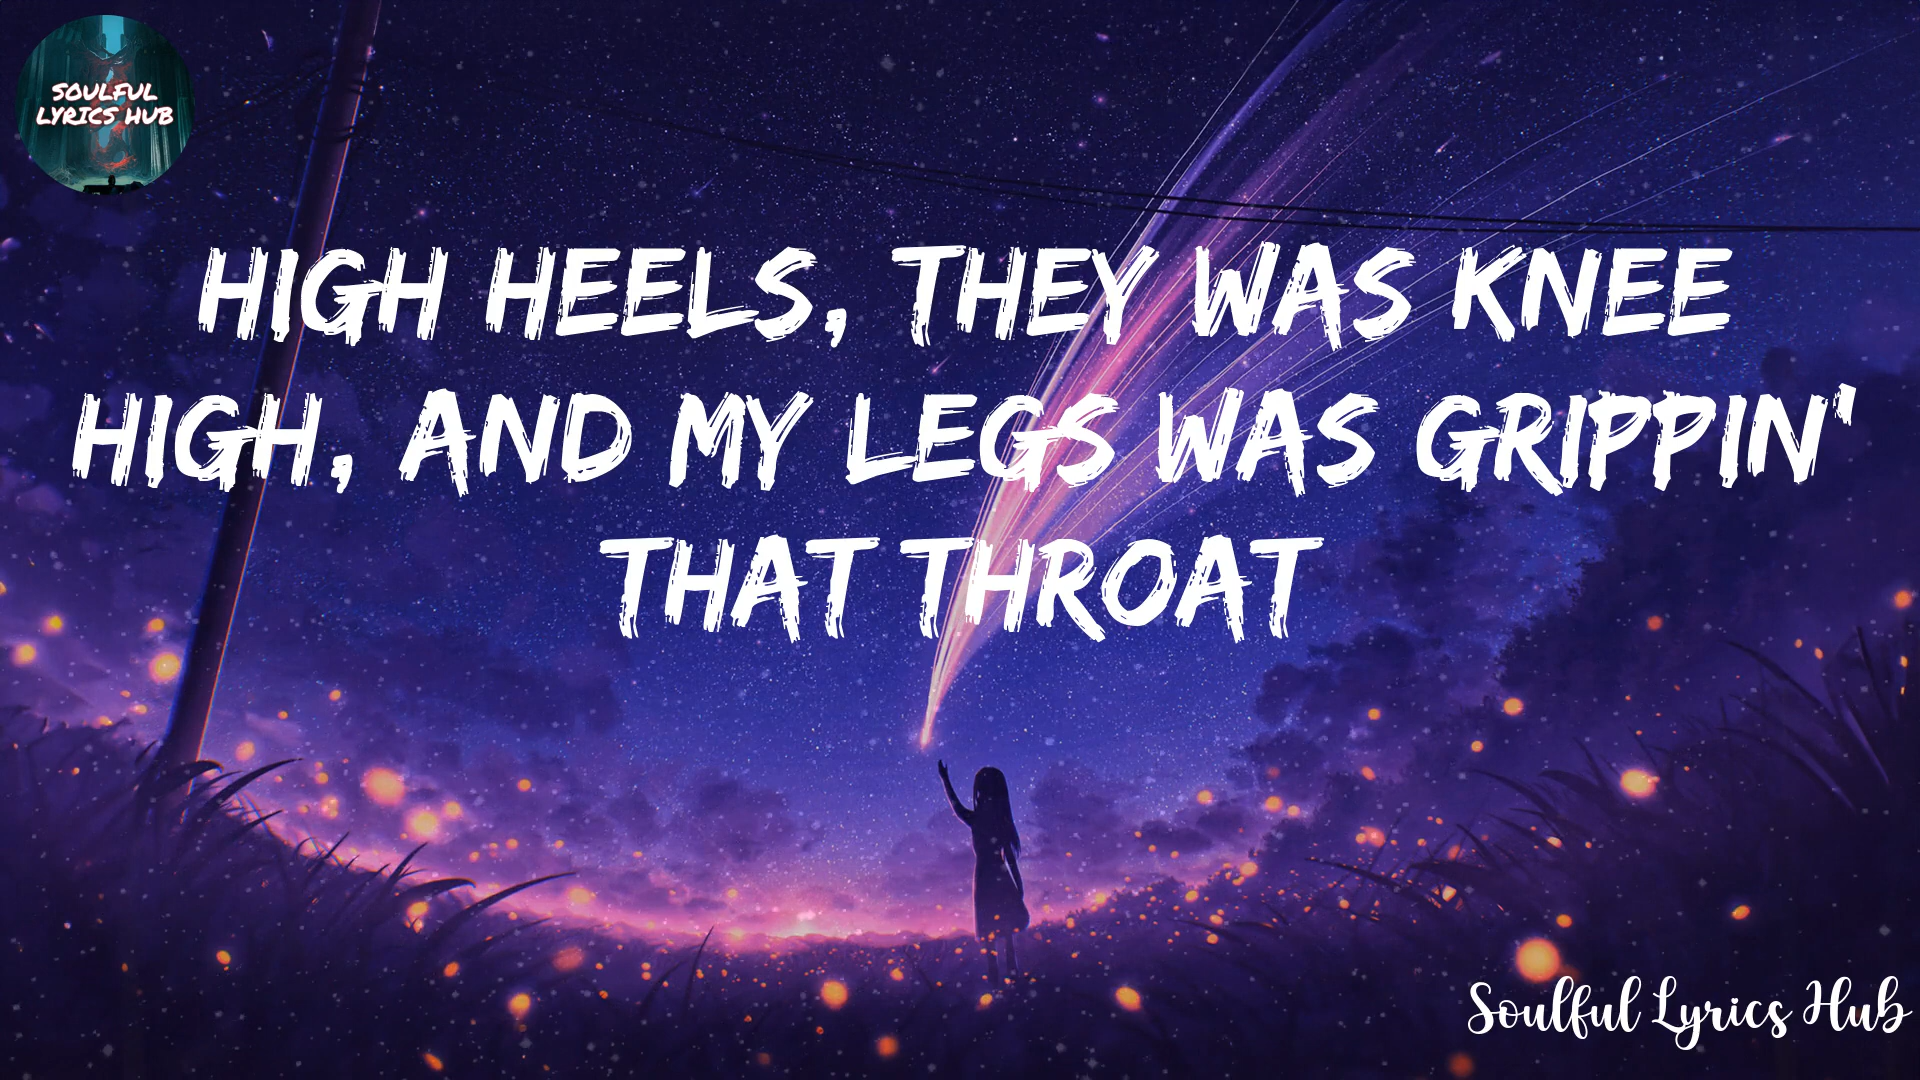 SOULFUL
LYRICS HUB
HIGH HEELS, THEY WAS KNEE
HIGH, AND MY LEGS WAS GRIPPIN'
THAT THROAT
Soulful Lyrics Hub